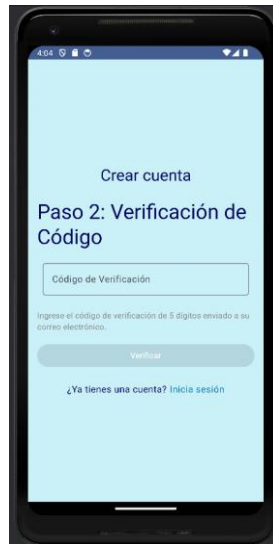 4:04
Crear cuenta
Paso 2: Verificación de
Código
Código de Verificación
Ingrese el código de verificación de 5 dígitos enviado a su
correo electrónico.
Verificar
¿Ya tienes una cuenta? Inicia sesión